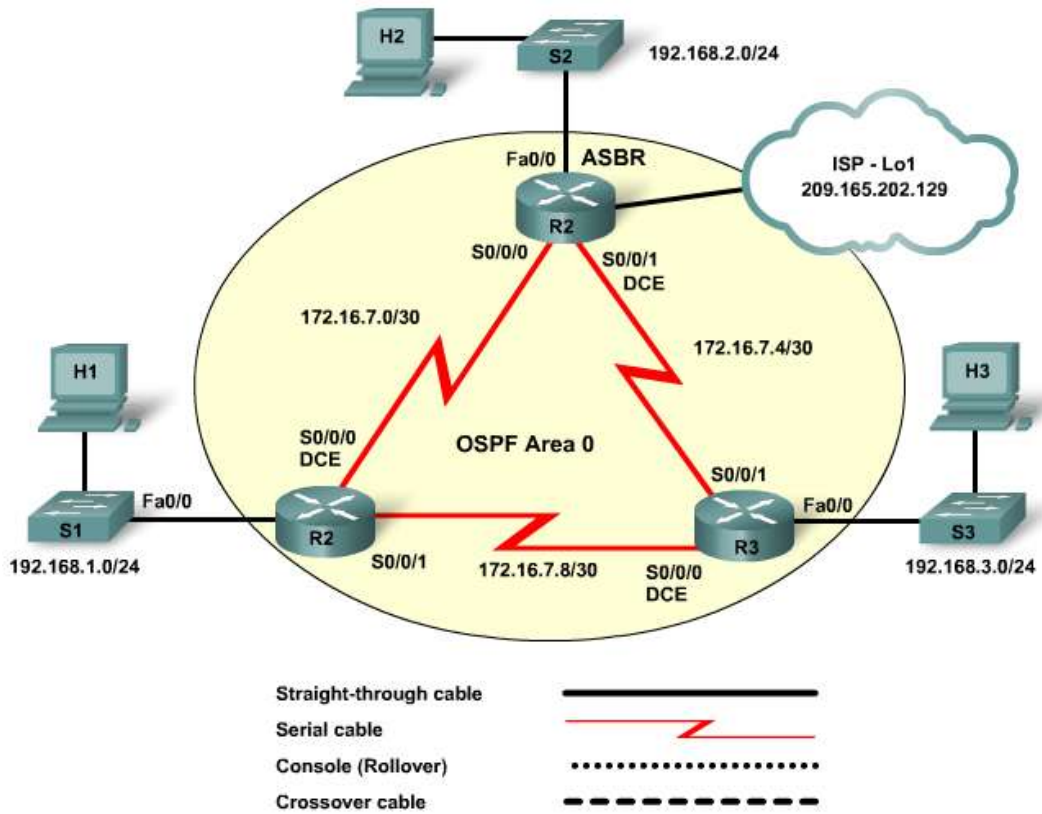 H2
S2
192.168.2.0/24
Fa0/0
ASBR
ISP - Lo1
209.165.202.129
R2
S0/0/0
S0/0/1
DCE
172.16.7.0/30
172.16.7.4/30
H1
H3
OSPF Area 0
S0/0/0
DCE
S0/0/1
Fa0/0
Fa0/0
S1
R2
R3
S3
192.168.1.0/24
S0/0/1
172.16.7.8/30
S0/0/0
DCE
192.168.3.0/24
Straight-through cable
Serial cable
Console (Rollover)
Crossover cable